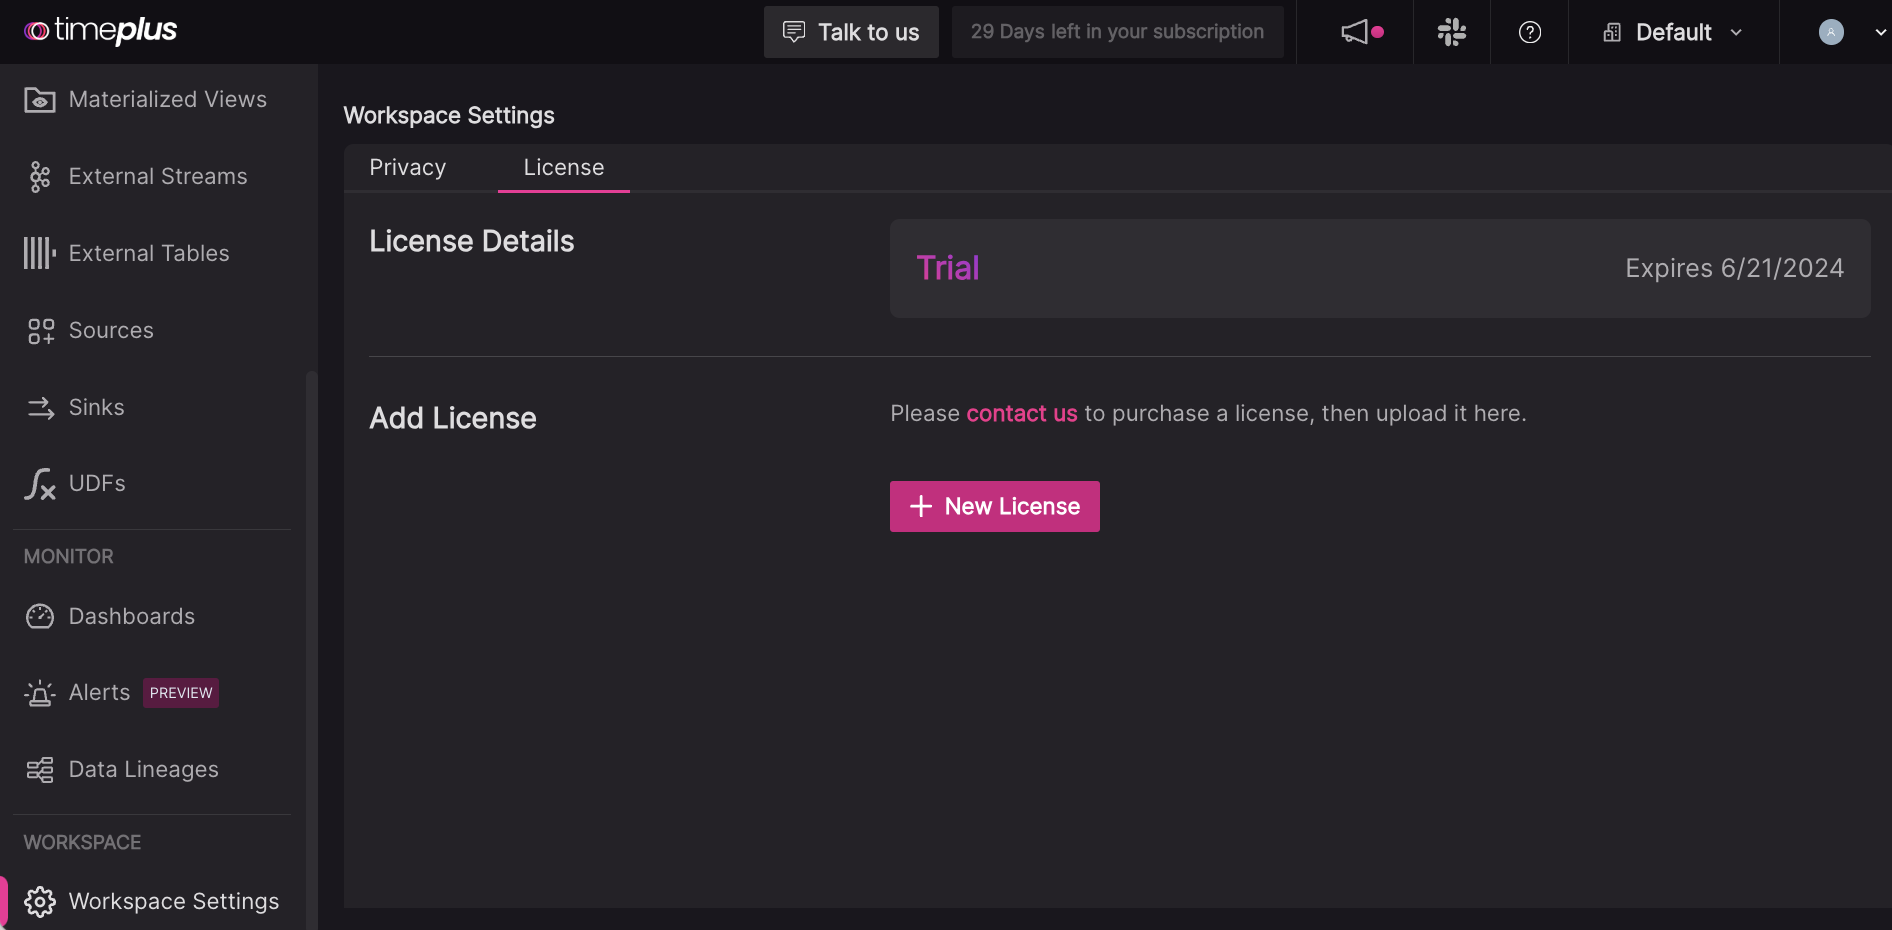 timeplus
Talk to us
29 Days left in your subscription
Default
Materialized Views
External Streams
External Tables
Sources
Sinks
UDFs
MONITOR
Dashboards
Alerts PREVIEW
Data Lineages
WORKSPACE
Workspace Settings
Workspace Settings
Privacy License
License Details
Trial Expires 6/21/2024
Add License
Please contact us to purchase a license, then upload it here.
New License